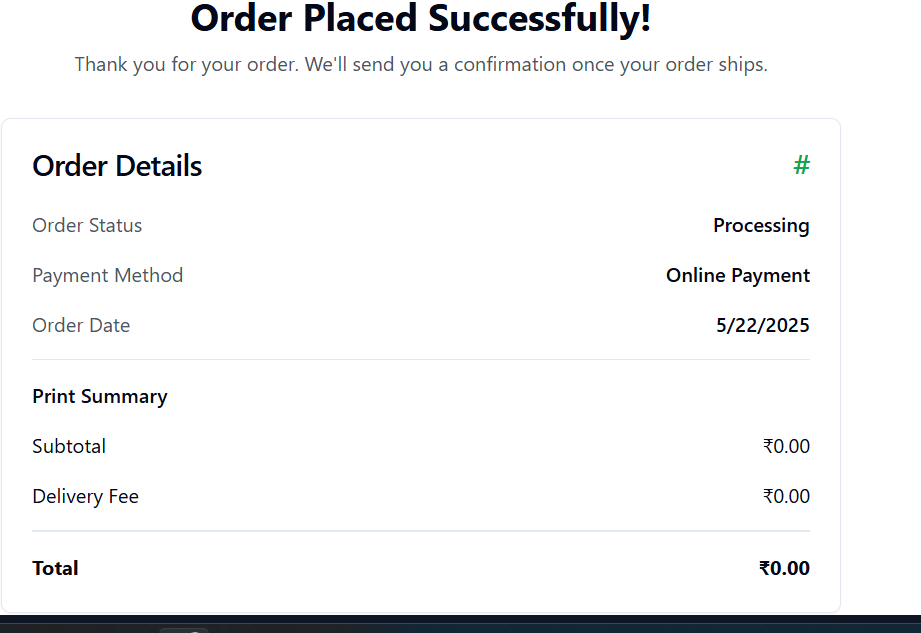 Order Placed Successfully!
Thank you for your order. We'll send you a confirmation once your order ships.
Order Details #
Order Status Processing
Payment Method Online Payment
Order Date 5/22/2025
Print Summary
Subtotal ₹0.00
Delivery Fee ₹0.00
Total ₹0.00